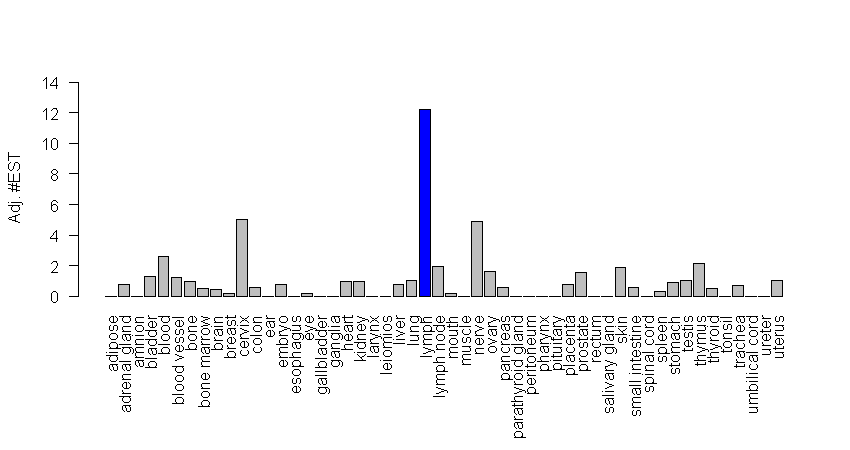 14
12
10
8
6
4
2
0
Adj. #EST
adipose
adrenal gland
amnion
bladder
blood
blood vessel
bone
bone marrow
brain
breast
cervix
colon
ear
embryo
esophagus
eye
gallbladder
ganglia
heart
kidney
larynx
leiomios
liver
lung
lymph
lymph node
mouth
muscle
nerve
ovary
pancreas
parathyroid gland
peritoneum
pharynx
pituitary
placenta
prostate
rectum
salivary gland
skin
small intestine
spinal cord
spleen
stomach
testis
thymus
thyroid
tonsil
trachea
umbilical cord
ureter
uterus